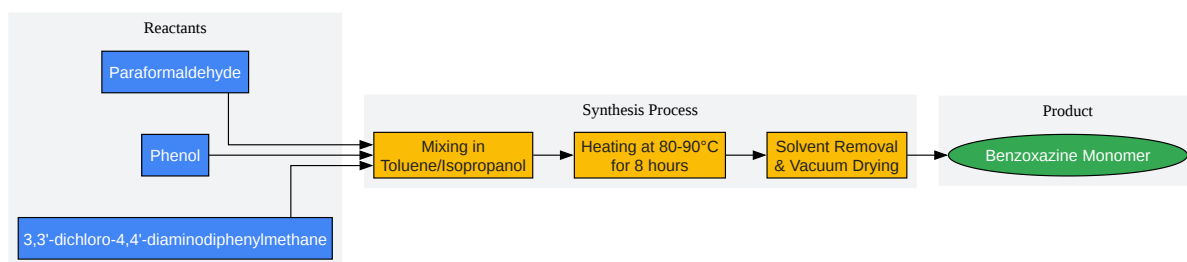 Reactants
Paraformaldehyde
Phenol
3,3'-dichloro-4,4'-diaminodiphenylmethane
Synthesis Process
Mixing in
Toluene/Isopropanol
Heating at 80-90°C
for 8 hours
Solvent Removal
& Vacuum Drying
Product
Benzoxazine Monomer